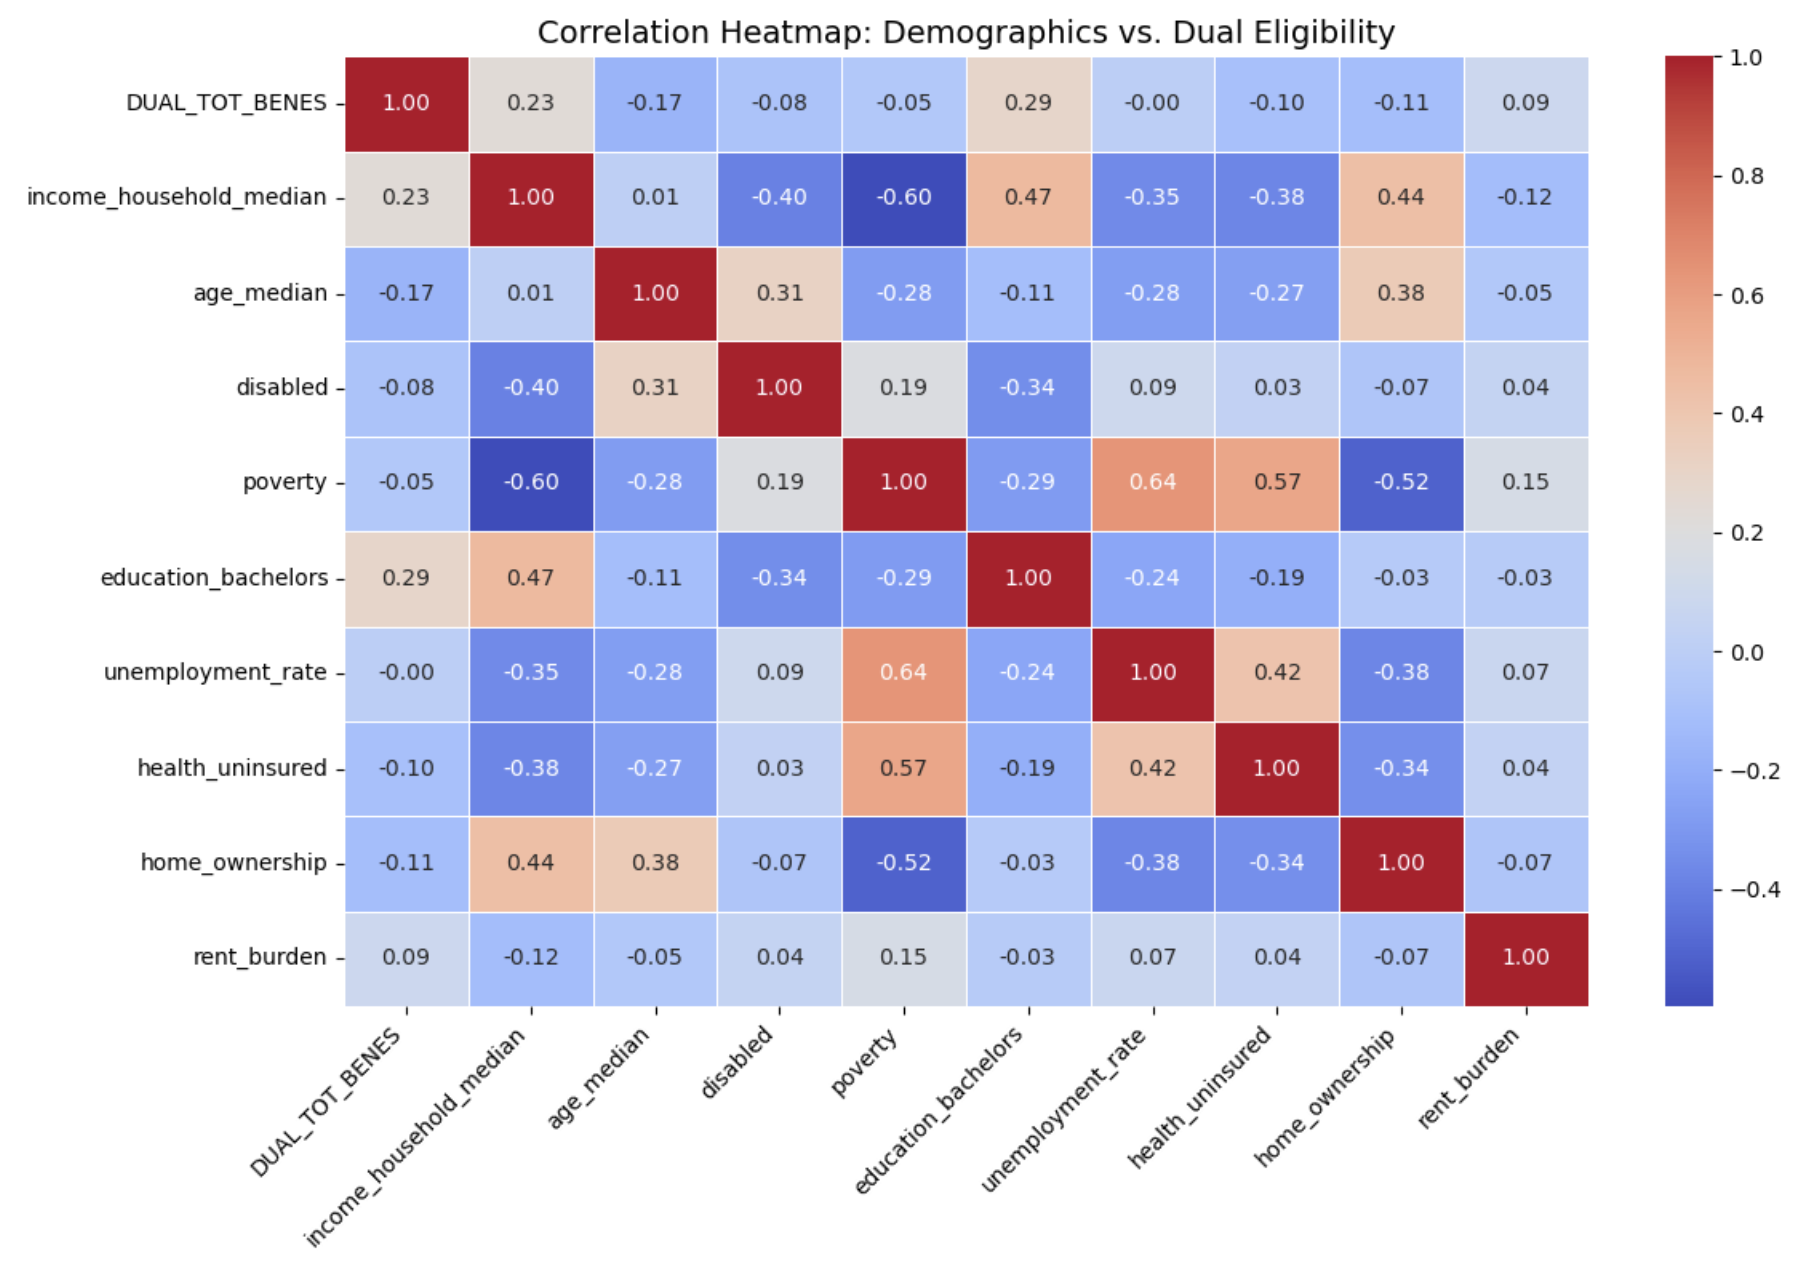 Correlation Heatmap: Demographics vs. Dual Eligibility
DUAL_TOT_BENES 1.00 0.23 -0.17 -0.08 -0.05 0.29 -0.00 -0.10 -0.11 0.09
income_household_median 0.23 1.00 0.01 -0.40 -0.60 0.47 -0.35 -0.38 0.44 -0.12
age_median -0.17 0.01 1.00 0.31 -0.28 -0.11 -0.28 -0.27 0.38 -0.05
disabled -0.08 -0.40 0.31 1.00 0.19 -0.34 0.09 0.03 -0.07 0.04
poverty -0.05 -0.60 -0.28 0.19 1.00 -0.29 0.64 0.57 -0.52 0.15
education_bachelors 0.29 0.47 -0.11 -0.34 -0.29 1.00 -0.24 -0.19 -0.03 -0.03
unemployment_rate -0.00 -0.35 -0.28 0.09 0.64 -0.24 1.00 0.42 -0.38 0.07
health_uninsured -0.10 -0.38 -0.27 0.03 0.57 -0.19 0.42 1.00 -0.34 0.04
home_ownership -0.11 0.44 0.38 -0.07 -0.52 -0.03 -0.38 -0.34 1.00 -0.07
rent_burden 0.09 -0.12 -0.05 0.04 0.15 -0.03 0.07 0.04 -0.07 1.00
DUAL_TOT_BENES
income_household_median
age_median
disabled
poverty
education_bachelors
unemployment_rate
health_uninsured
home_ownership
rent_burden
1.0
0.8
0.6
0.4
0.2
0.0
−0.2
−0.4